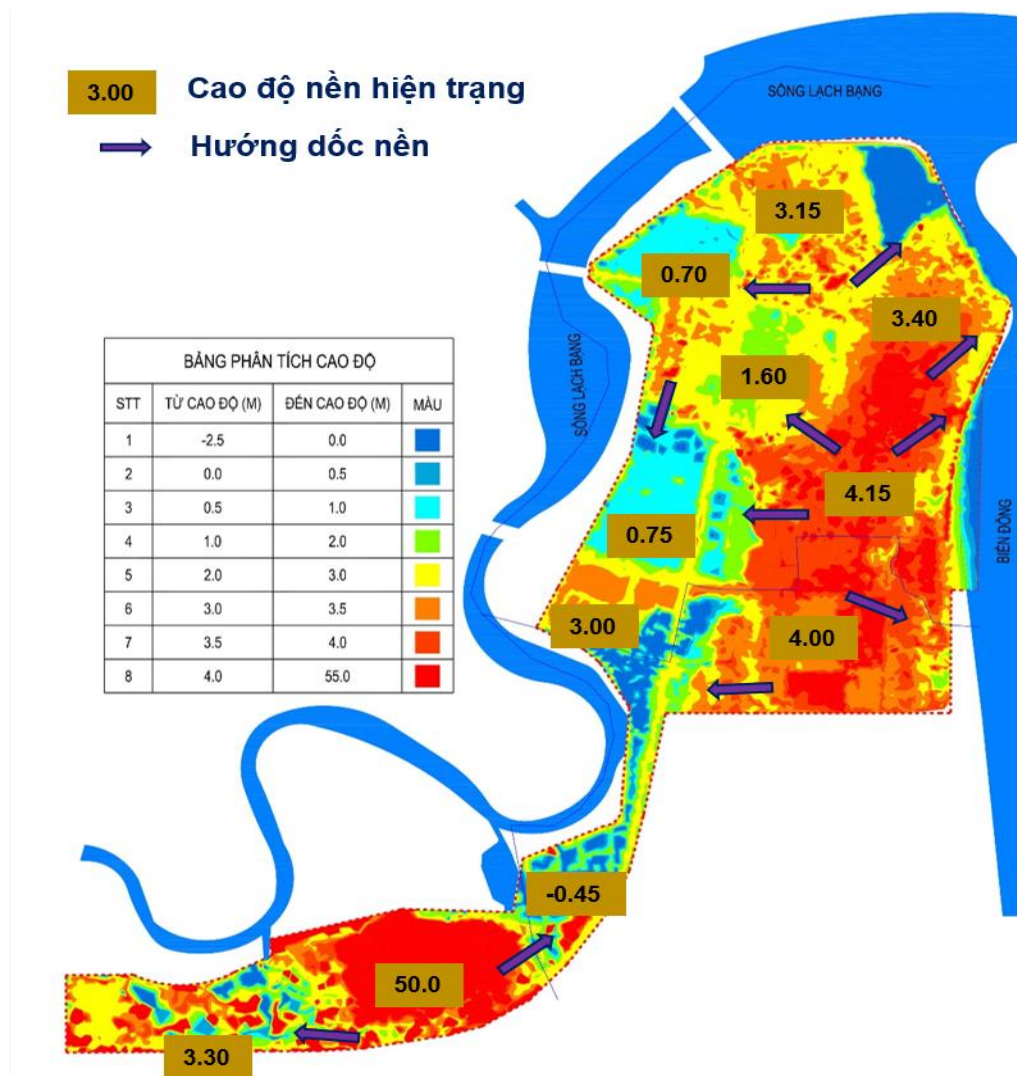 3.00 Cao độ nền hiện trạng
Hướng dốc nền
SÔNG LẠCH BẠNG
3.15
0.70
3.40
SÔNG LẠCH BẠNG
1.60
BẢNG PHÂN TÍCH CAO ĐỘ
STT TỪ CAO ĐỘ (M) ĐẾN CAO ĐỘ (M) MÀU
1 -2.5 0.0
2 0.0 0.5
3 0.5 1.0
4 1.0 2.0
5 2.0 3.0
6 3.0 3.5
7 3.5 4.0
8 4.0 55.0
4.15
0.75
BIỂN ĐÔNG
3.00
4.00
-0.45
50.0
3.30